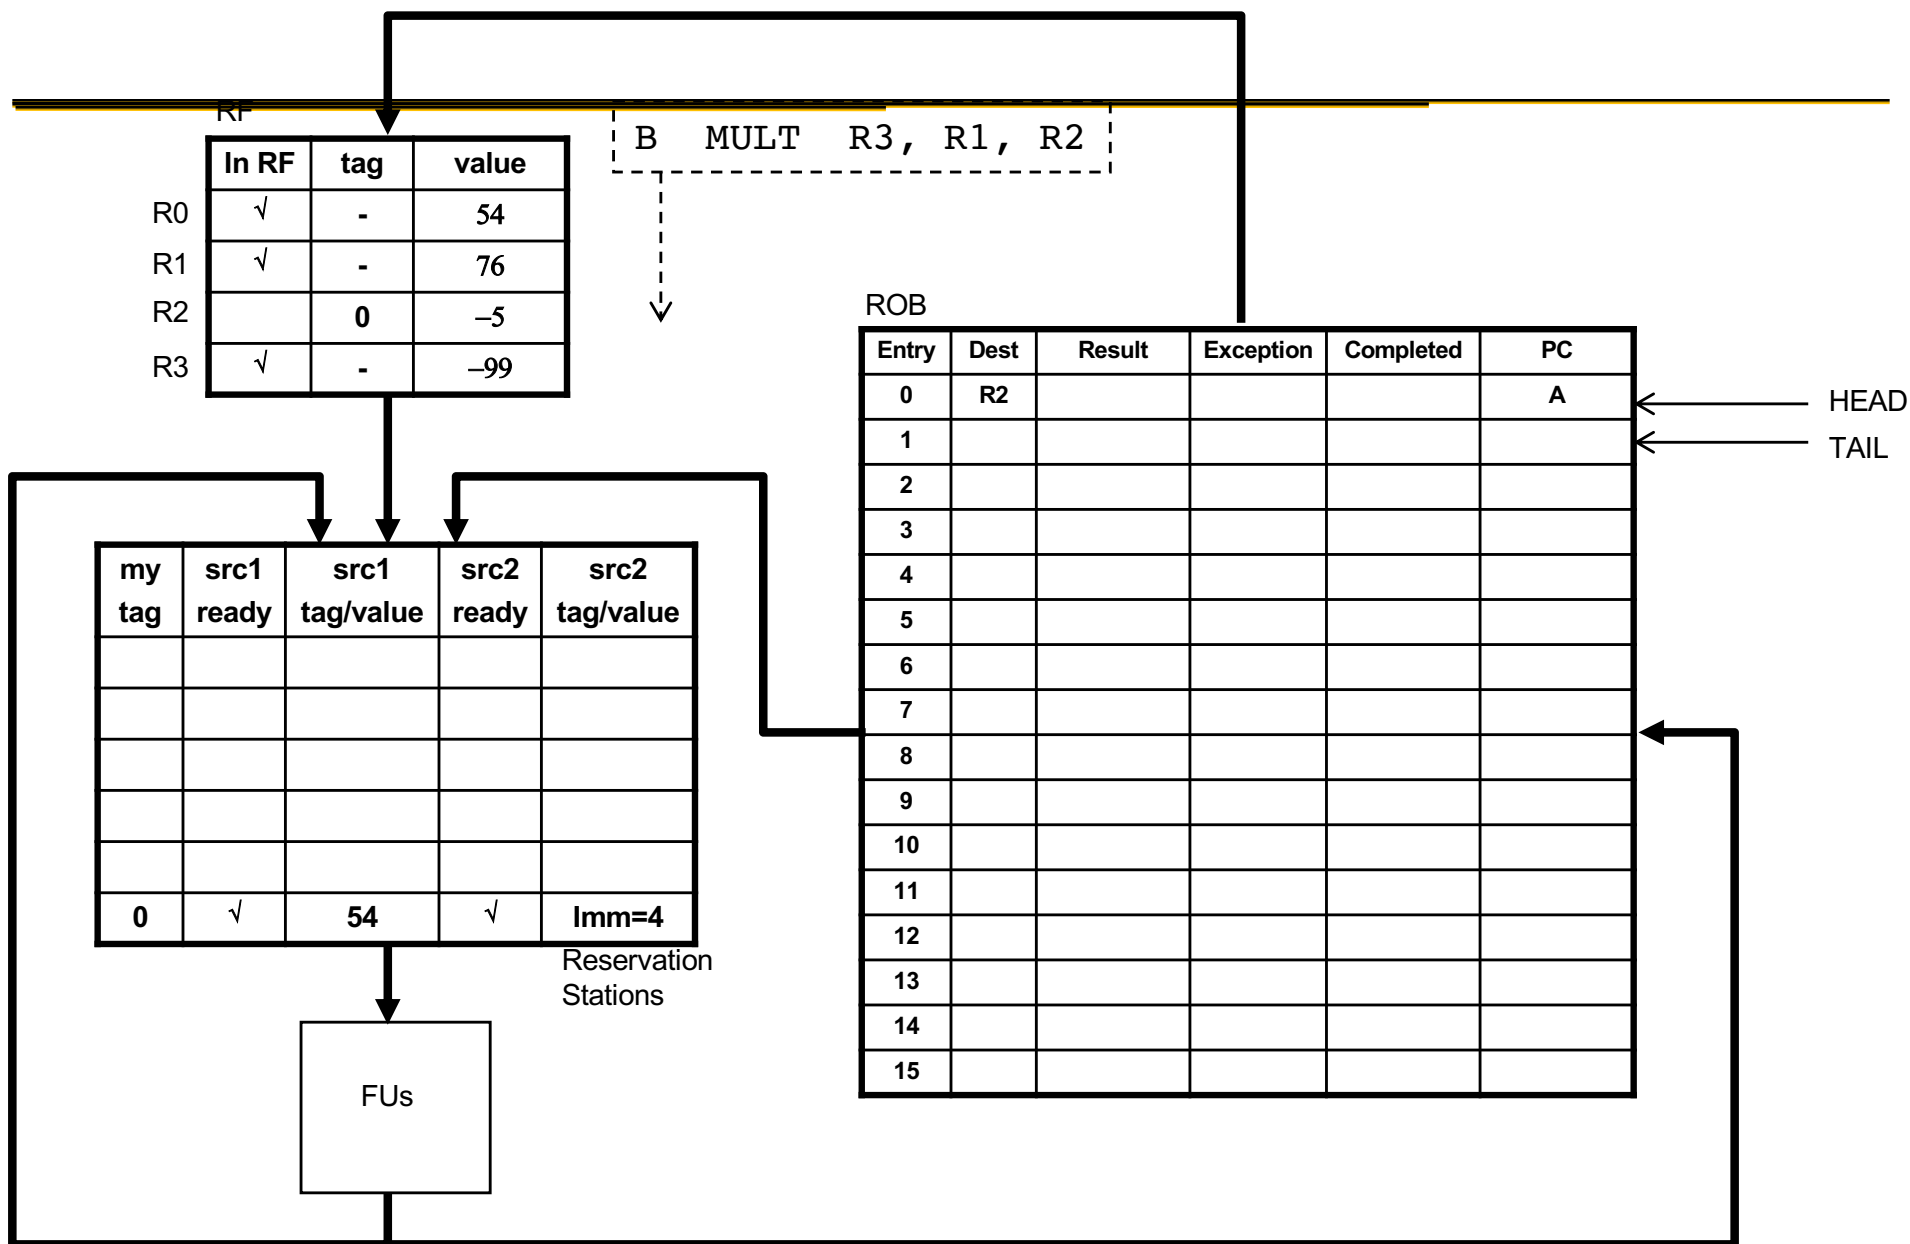 RF
B MULT R3, R1, R2
In RF tag value
R0 √ - 54
R1 √ - 76
R2 0 –5
R3 √ - –99
ROB
Entry Dest Result Exception Completed PC
0 R2 A
HEAD
1
TAIL
2
3
4
5
6
7
8
9
10
11
12
13
14
15
my src1 src1 src2 src2
tag ready tag/value ready tag/value
0 √ 54 √ Imm=4
Reservation
Stations
FUs